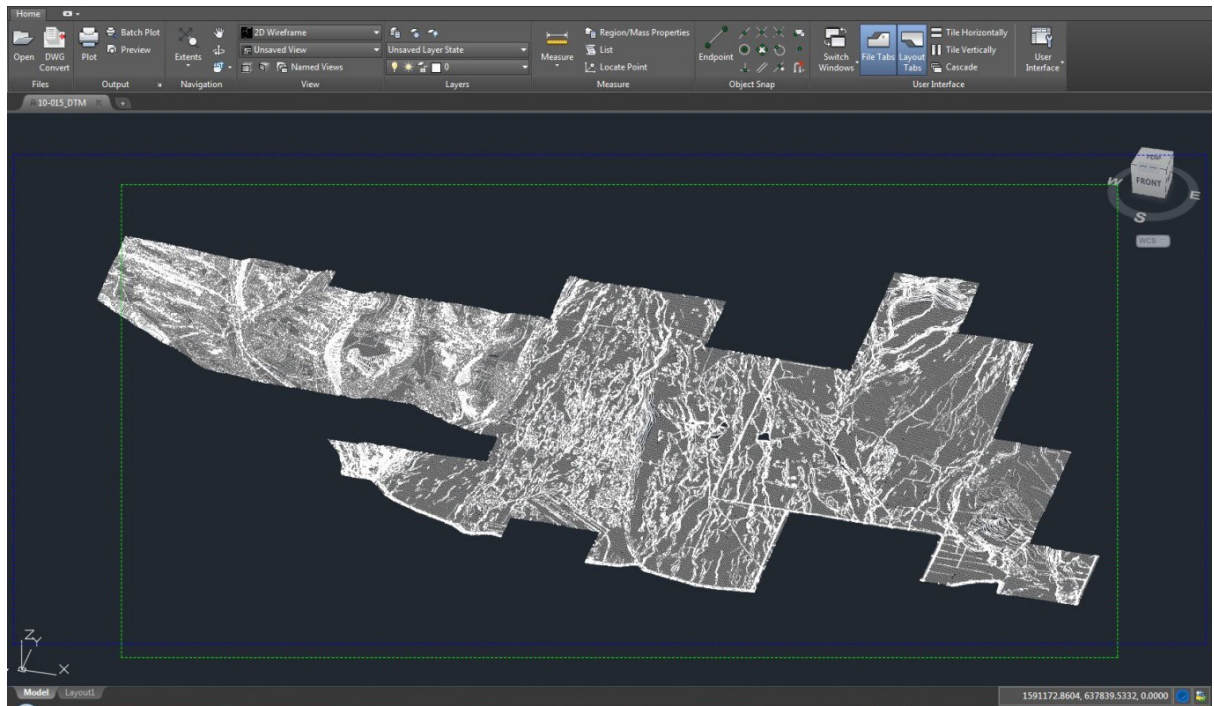 Home
Batch Plot
2D Wireframe
Region/Mass Properties
Tile Horizontally
Preview
Unsaved View
Unsaved Layer State
List
Tile Vertically
Open
DWG
Convert
Plot
Extents
Named Views
0
Measure
Locate Point
Endpoint
Switch
Windows
File Tabs
Layout
Tabs
Cascade
User
Interface
Files
Output
Navigation
View
Layers
Measure
Object Snap
User Interface
10-015_DTM
TOP
FRONT
W
E
S
WCS
Z
Y
X
Model
Layout1
1591172.8604, 637839.5332, 0.0000